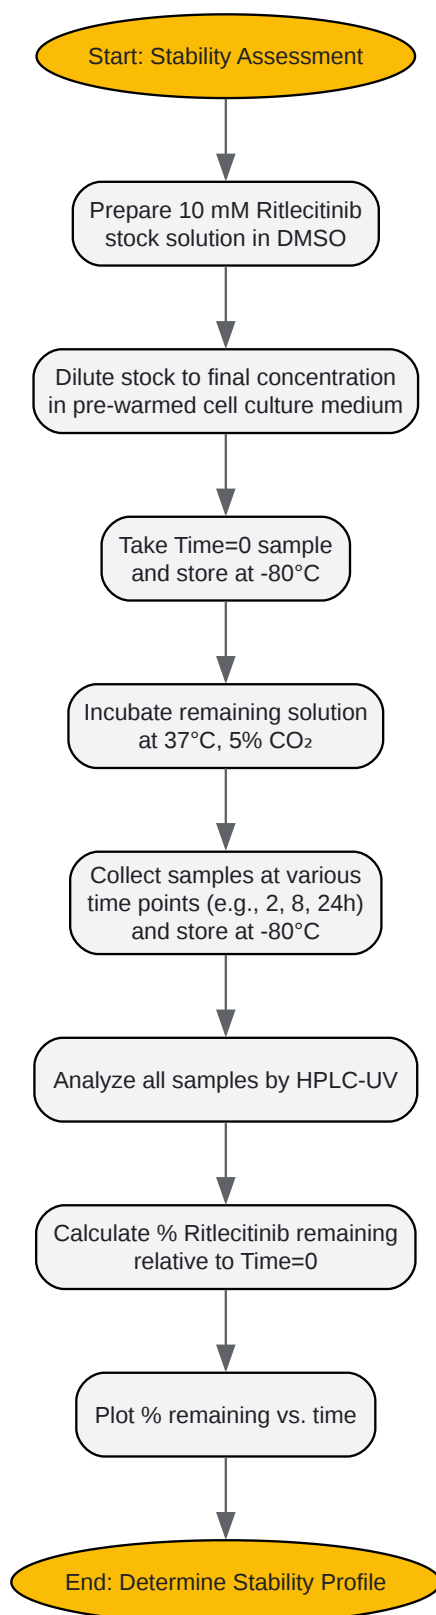 Start: Stability Assessment
Prepare 10 mM Ritlecitinib
stock solution in DMSO
Dilute stock to final concentration
in pre-warmed cell culture medium
Take Time=0 sample
and store at -80°C
Incubate remaining solution
at 37°C, 5% CO₂
Collect samples at various
time points (e.g., 2, 8, 24h)
and store at -80°C
Analyze all samples by HPLC-UV
Calculate % Ritlecitinib remaining
relative to Time=0
Plot % remaining vs. time
End: Determine Stability Profile